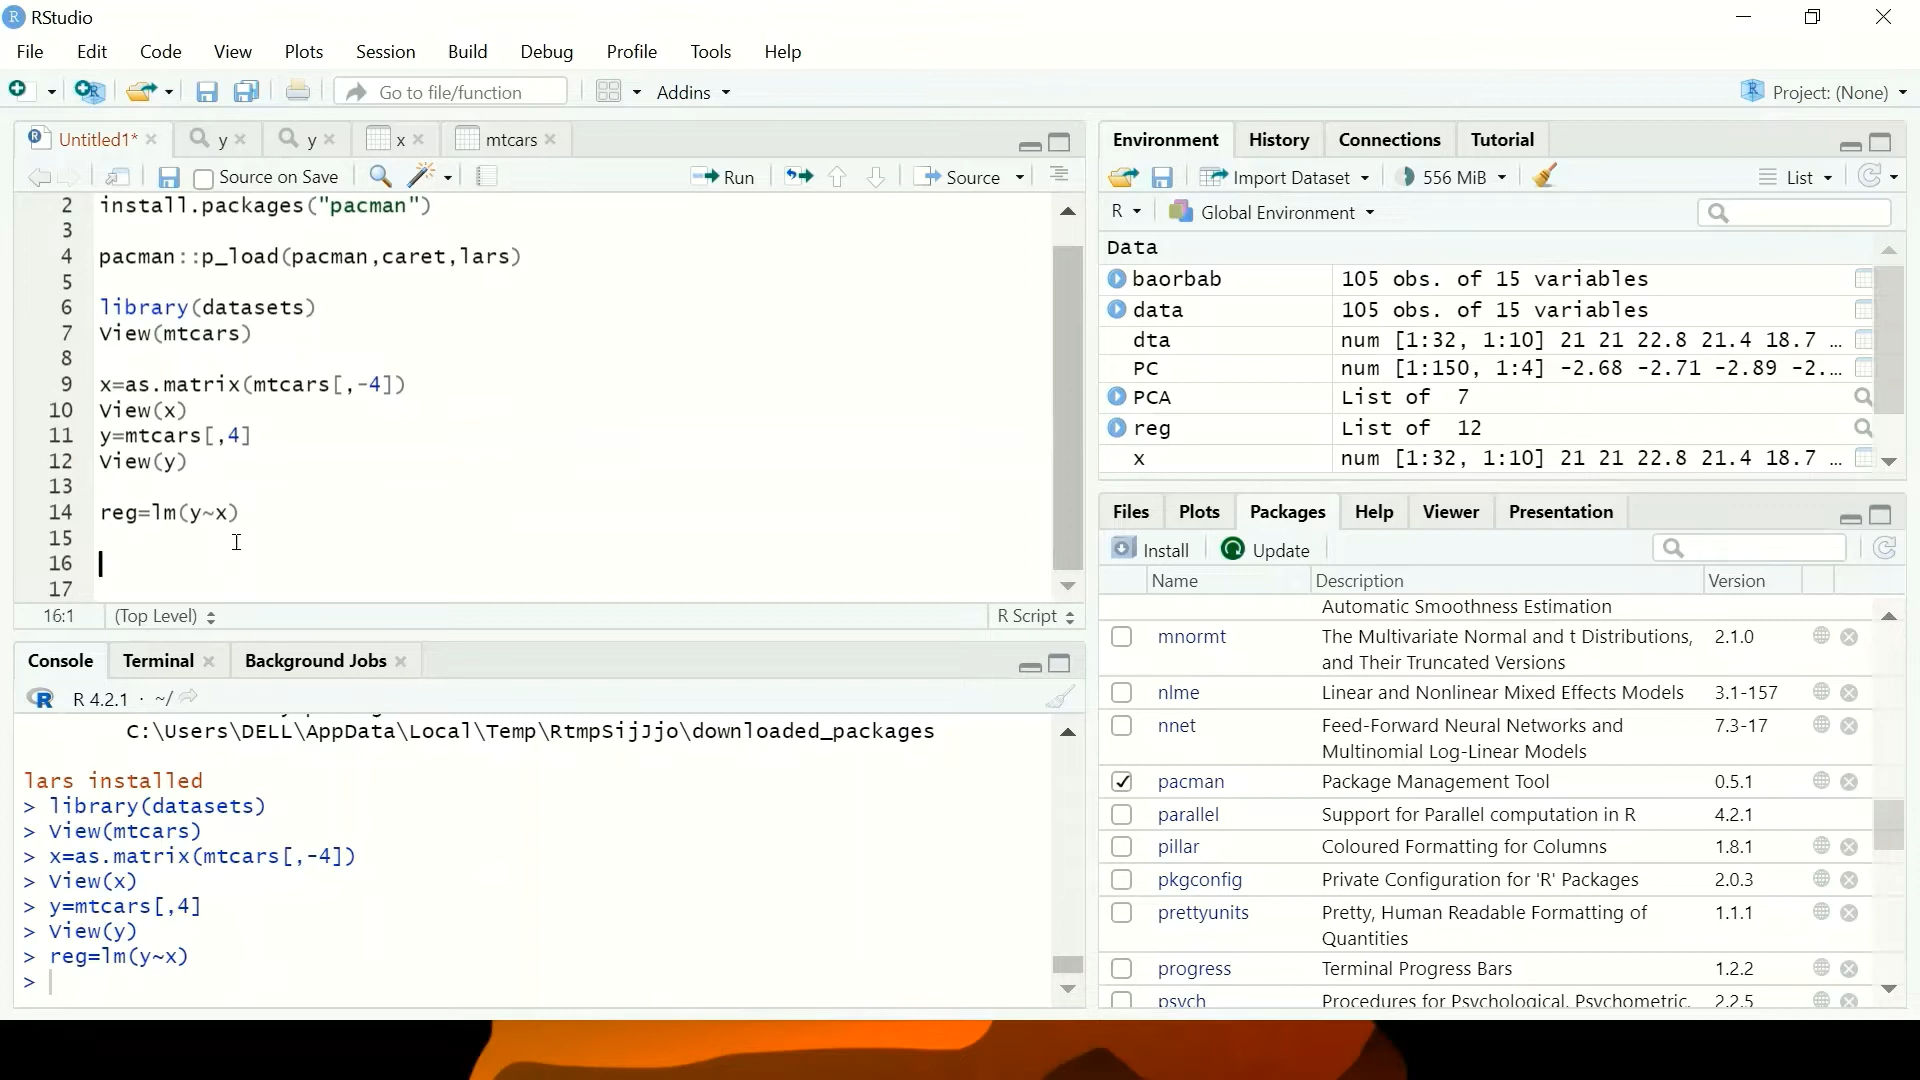 RStudio
File Edit Code View Plots Session Build Debug Profile Tools Help
Go to file/function Addins Project: (None)
Untitled1* y y x mtcars
Source on Save Run Source
2 install.packages("pacman")
3
4 pacman::p_load(pacman,caret,lars)
5
6 library(datasets)
7 View(mtcars)
8
9 x=as.matrix(mtcars[,-4])
10 View(x)
11 y=mtcars[,4]
12 View(y)
13
14 reg=lm(y~x)
15
16
17
16:1 (Top Level) R Script
Console Terminal Background Jobs
R 4.2.1 · ~/
C:\Users\DELL\AppData\Local\Temp\RtmpSijJjo\downloaded_packages
lars installed
> library(datasets)
> View(mtcars)
> x=as.matrix(mtcars[,-4])
> View(x)
> y=mtcars[,4]
> View(y)
> reg=lm(y~x)
>
Environment History Connections Tutorial
Import Dataset 556 MiB List
R Global Environment
Data
baorbab 105 obs. of 15 variables
data 105 obs. of 15 variables
dta num [1:32, 1:10] 21 21 22.8 21.4 18.7 ...
PC num [1:150, 1:4] -2.68 -2.71 -2.89 -2....
PCA List of 7
reg List of 12
x num [1:32, 1:10] 21 21 22.8 21.4 18.7 ...
Files Plots Packages Help Viewer Presentation
Install Update
Name Description Version
Automatic Smoothness Estimation
mnormt The Multivariate Normal and t Distributions, 2.1.0
and Their Truncated Versions
nlme Linear and Nonlinear Mixed Effects Models 3.1-157
nnet Feed-Forward Neural Networks and 7.3-17
Multinomial Log-Linear Models
pacman Package Management Tool 0.5.1
parallel Support for Parallel computation in R 4.2.1
pillar Coloured Formatting for Columns 1.8.1
pkgconfig Private Configuration for 'R' Packages 2.0.3
prettyunits Pretty, Human Readable Formatting of 1.1.1
Quantities
progress Terminal Progress Bars 1.2.2
psych Procedures for Psychological, Psychometric, 2.2.5